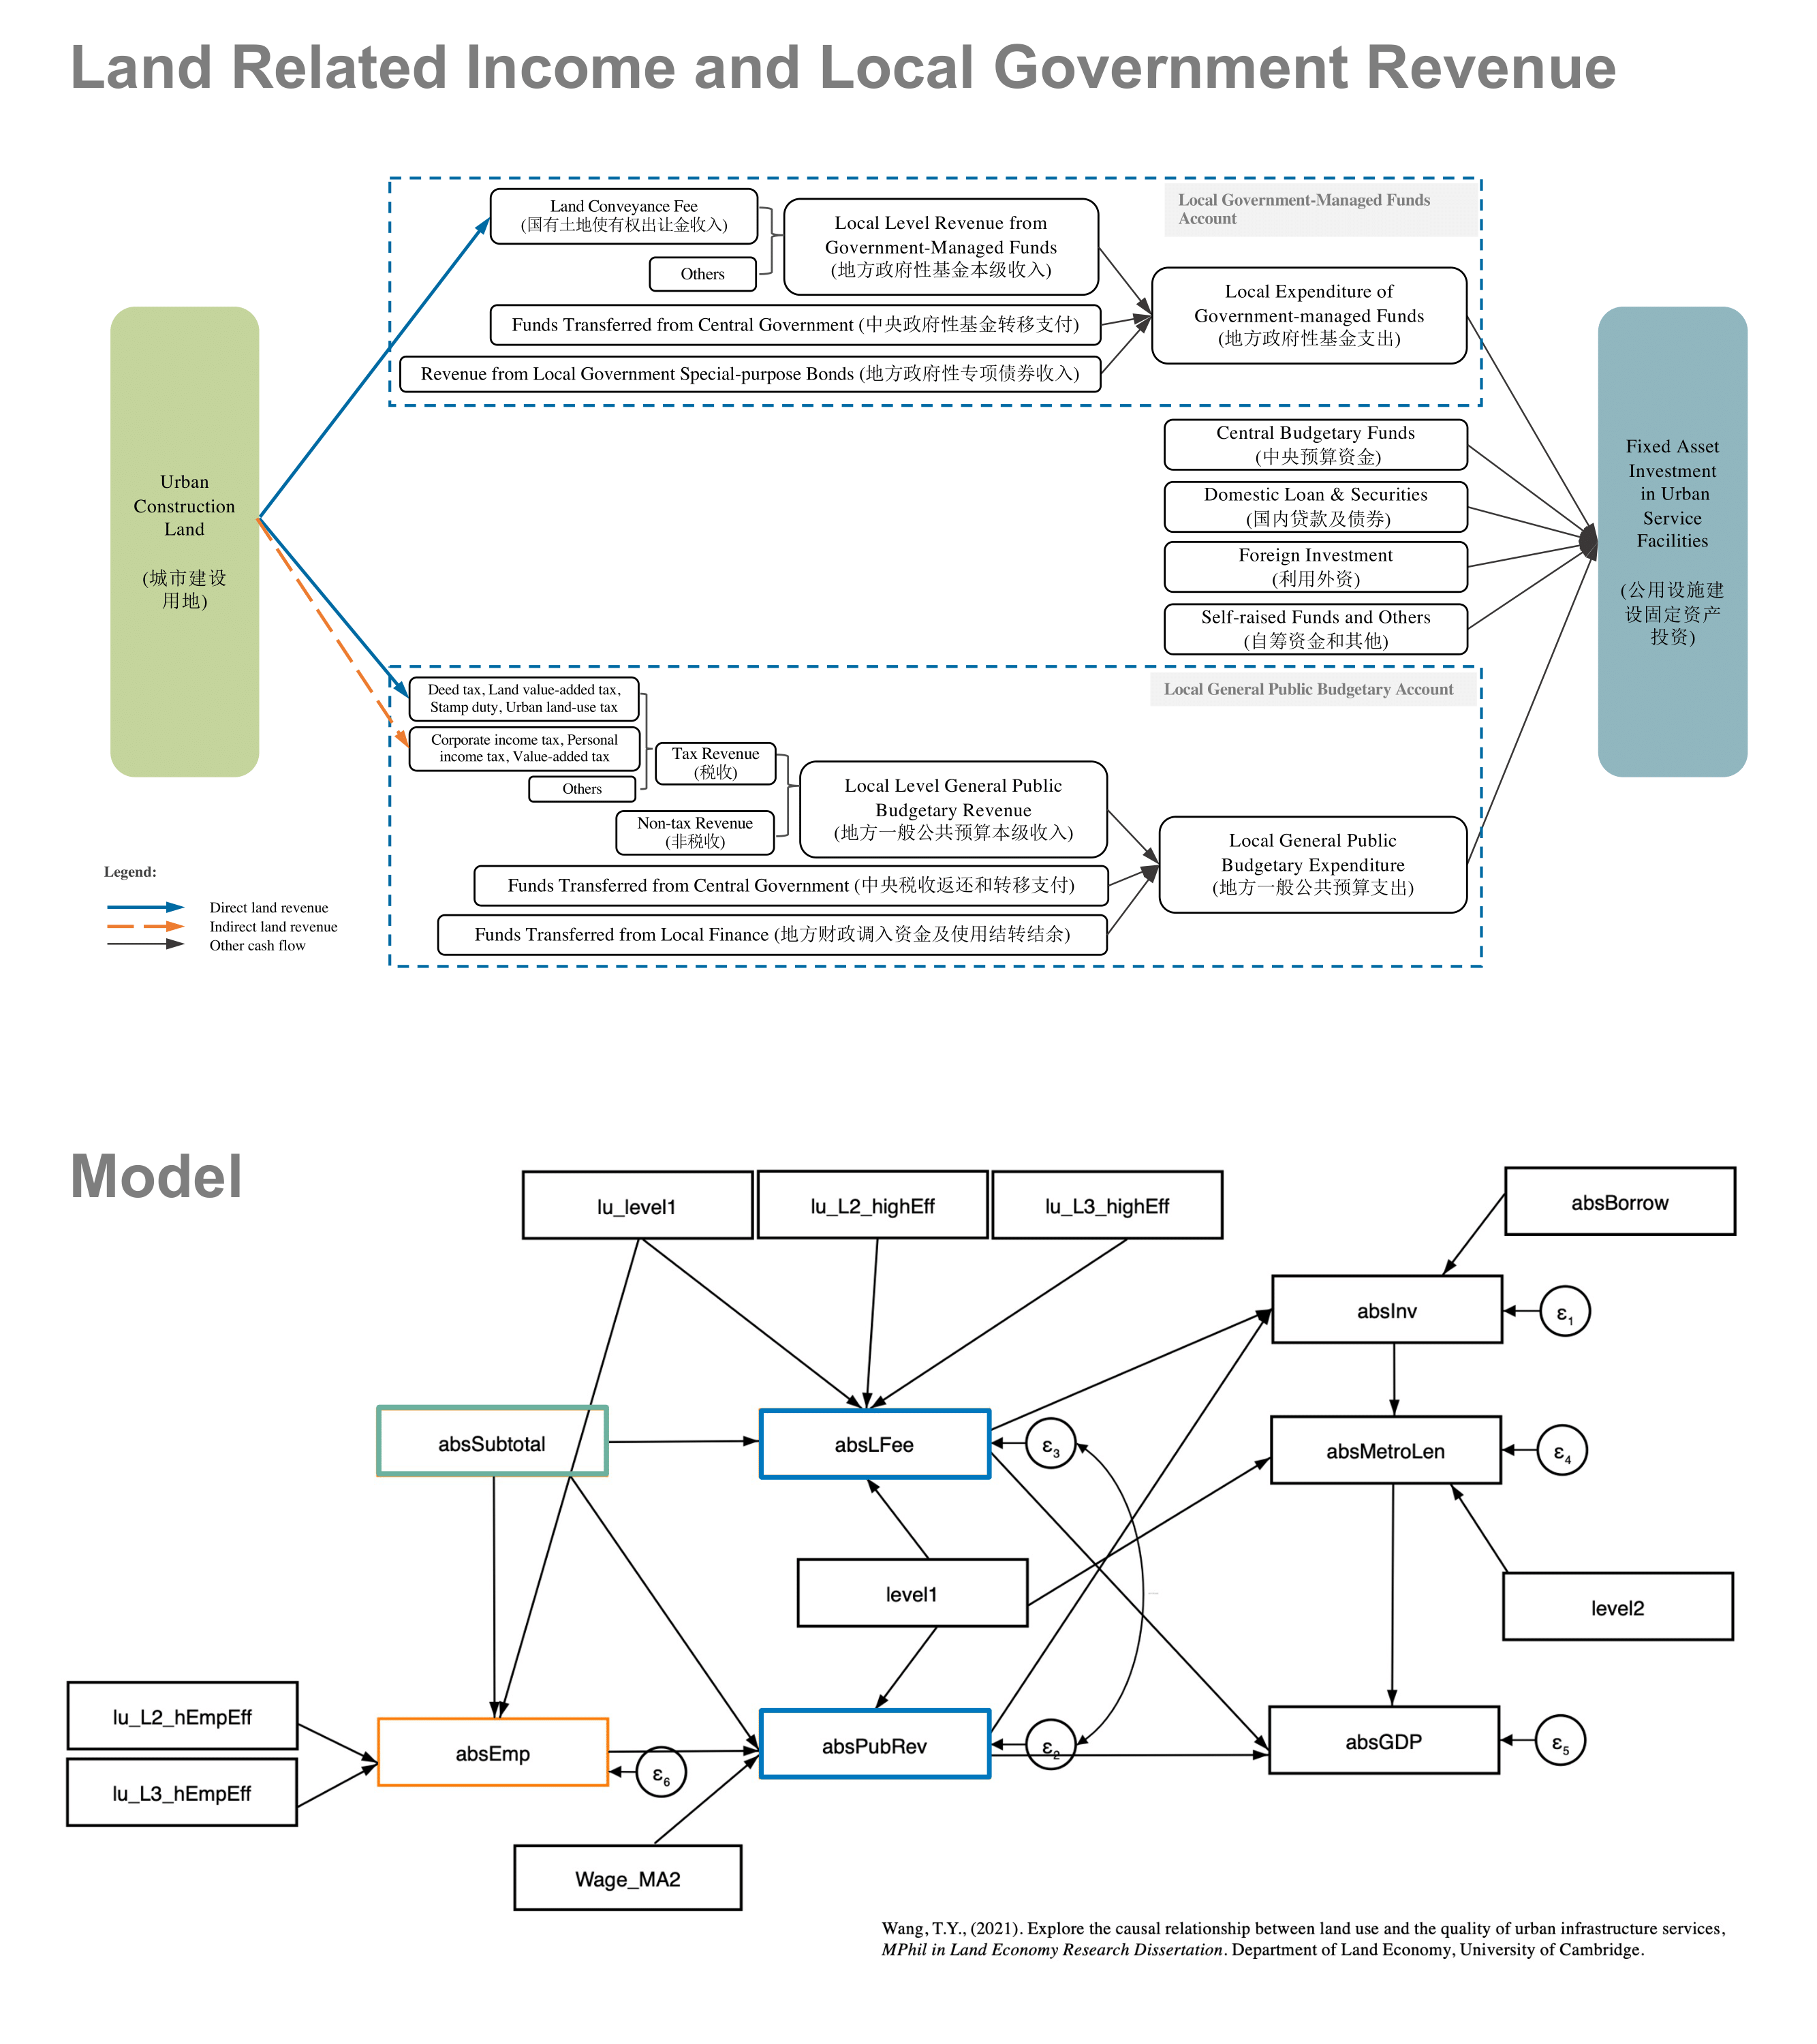 Land Related Income and Local Government Revenue
Local Government-Managed Funds
Account
Land Conveyance Fee
(国有土地使有权出让金收入)
Others
Local Level Revenue from
Government-Managed Funds
(地方政府性基金本级收入)
Funds Transferred from Central Government (中央政府性基金转移支付)
Revenue from Local Government Special-purpose Bonds (地方政府性专项债券收入)
Local Expenditure of
Government-managed Funds
(地方政府性基金支出)
Urban
Construction
Land
(城市建设
用地)
Central Budgetary Funds
(中央预算资金)
Domestic Loan & Securities
(国内贷款及债券)
Foreign Investment
(利用外资)
Self-raised Funds and Others
(自筹资金和其他)
Fixed Asset
Investment
in Urban
Service
Facilities
(公用设施建
设固定资产
投资)
Local General Public Budgetary Account
Deed tax, Land value-added tax,
Stamp duty, Urban land-use tax
Corporate income tax, Personal
income tax, Value-added tax
Others
Tax Revenue
(税收)
Non-tax Revenue
(非税收)
Local Level General Public
Budgetary Revenue
(地方一般公共预算本级收入)
Funds Transferred from Central Government (中央税收返还和转移支付)
Funds Transferred from Local Finance (地方财政调入资金及使用结转结余)
Local General Public
Budgetary Expenditure
(地方一般公共预算支出)
Legend:
Direct land revenue
Indirect land revenue
Other cash flow
Model
lu_level1
lu_L2_highEff
lu_L3_highEff
absBorrow
absInv
ε1
absSubtotal
absLFee
ε3
absMetroLen
ε4
level1
level2
lu_L2_hEmpEff
lu_L3_hEmpEff
absEmp
ε6
absPubRev
ε2
absGDP
ε5
Wage_MA2
Wang, T.Y., (2021). Explore the causal relationship between land use and the quality of urban infrastructure services,
MPhil in Land Economy Research Dissertation. Department of Land Economy, University of Cambridge.